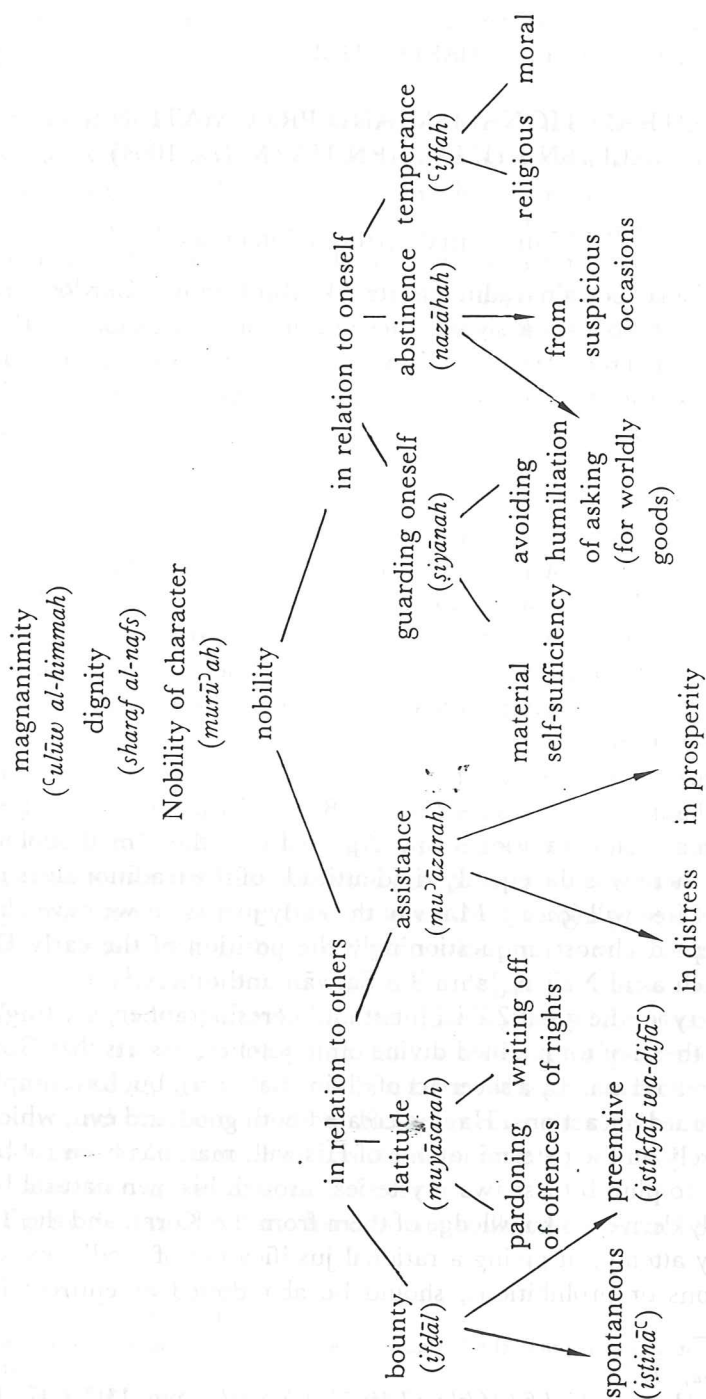 magnanimity
(ʿulūw al-himmah)
dignity
(sharaf al-nafs)
Nobility of character
(murūʾah)
nobility
in relation to others
in relation to oneself
bounty
(ifḍāl)
latitude
(muyāsarah)
assistance
(muʾāzarah)
guarding oneself
(ṣiyānah)
abstinence
(nazāhah)
temperance
(ʿiffah)
spontaneous
(iṣṭināʿ)
preemitive
(istikfāf wa-difāʿ)
pardoning
of offences
writing off
of rights
in distress
in prosperity
material
self-sufficiency
avoiding
humiliation
of asking
(for worldly
goods)
from
suspicious
occasions
religious
moral